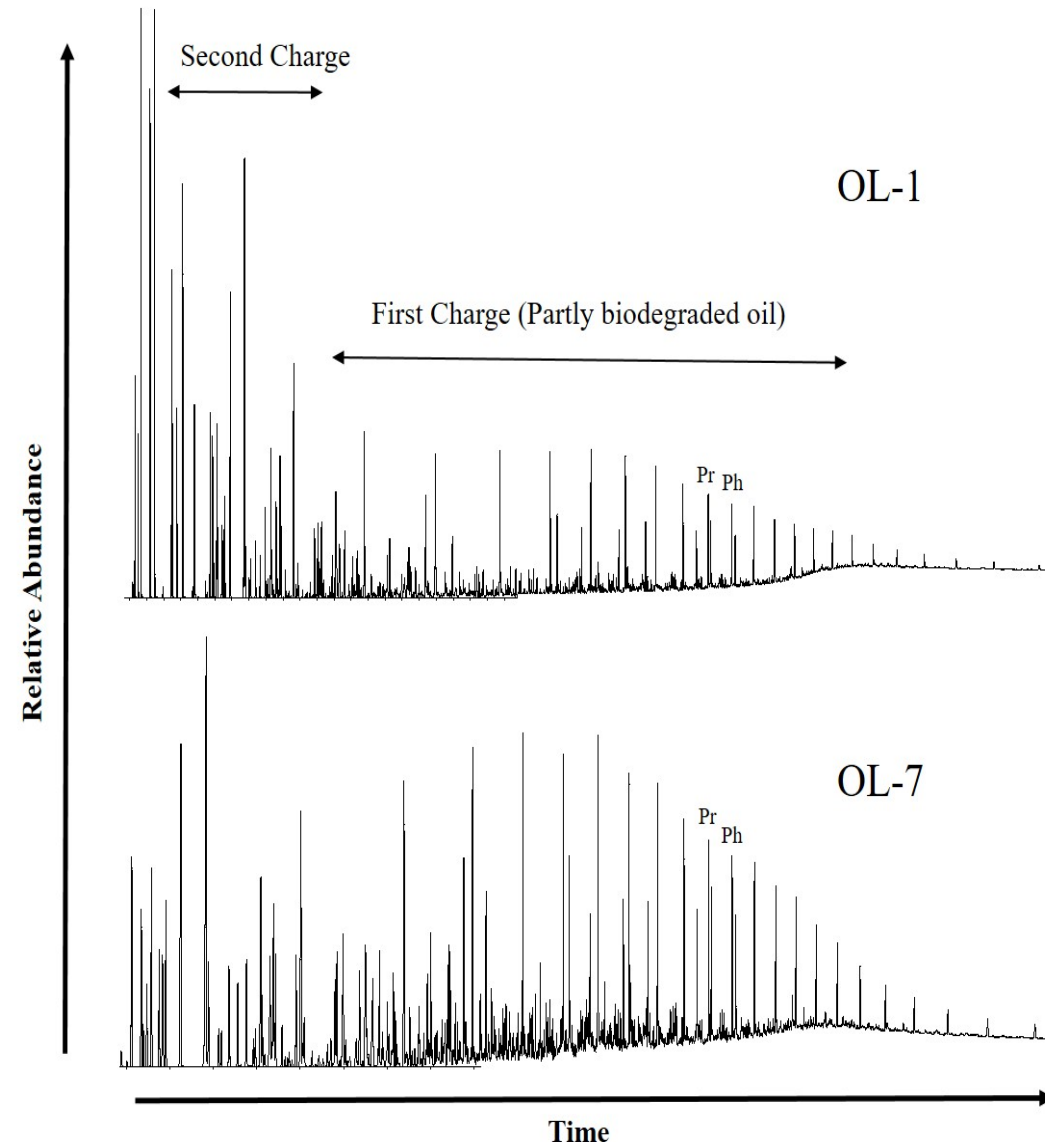 Second Charge
OL-1
First Charge (Partly biodegraded oil)
Pr
Ph
Relative Abundance
OL-7
Pr
Ph
Time